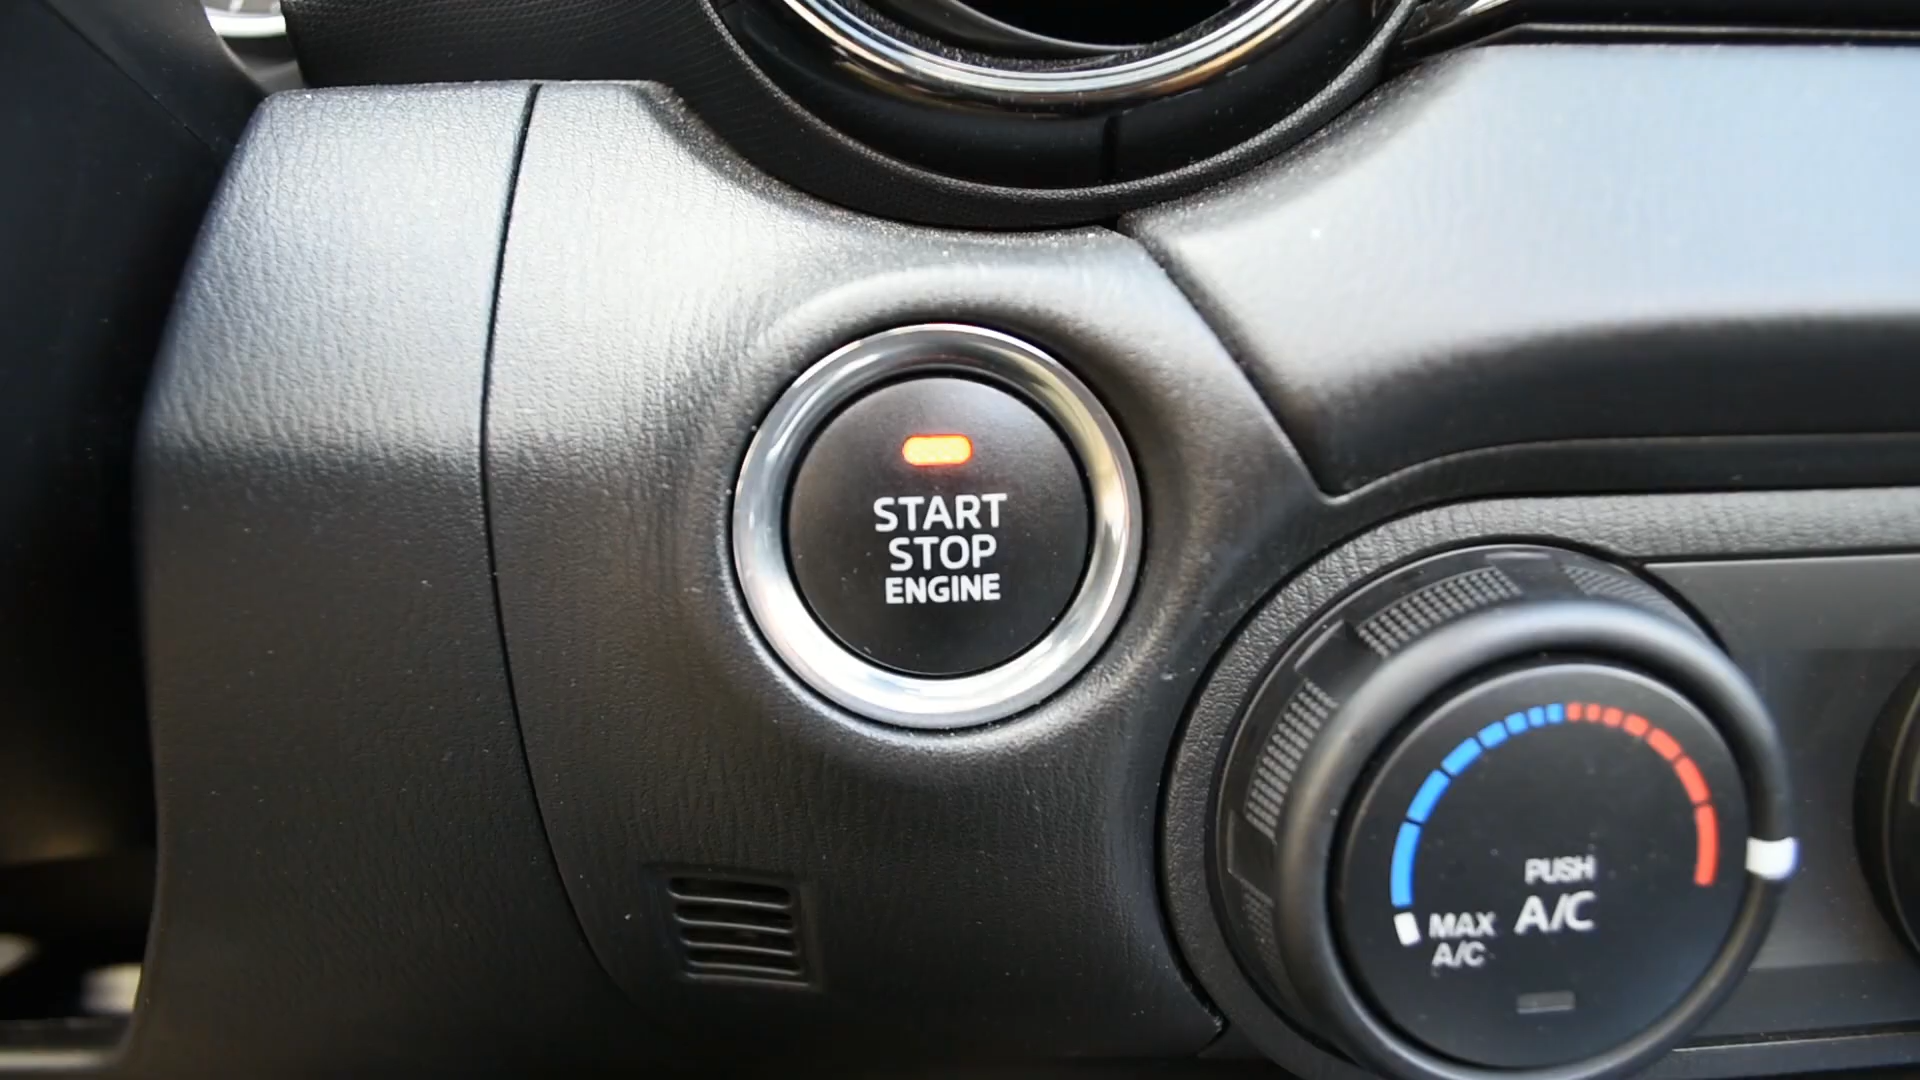 START
STOP
ENGINE
PUSH
A/C
MAX
A/C